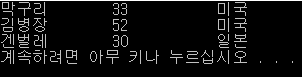 막구리 33 미국
김병장 52 미국
겐벌레 30 일본
계속하려면 아무 키나 누르십시오 . . .